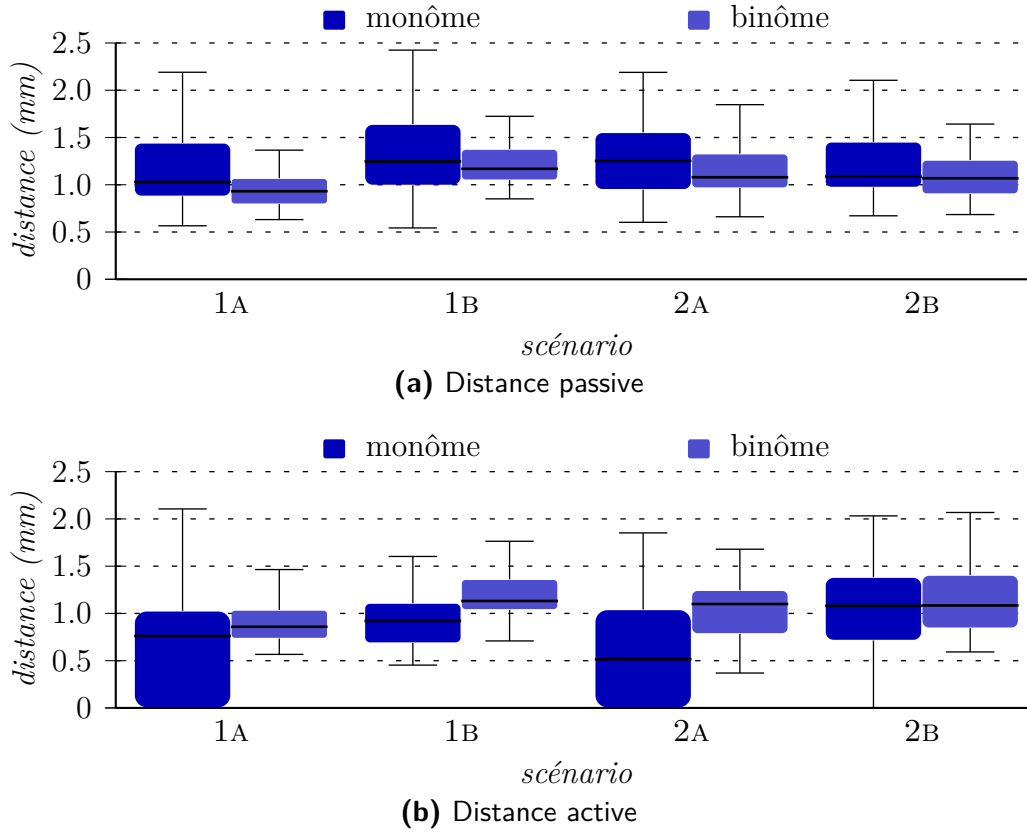 monôme binôme
2.5
2.0
1.5
1.0
0.5
0
distance (mm)
1A 1B 2A 2B
scénario
(a) Distance passive
monôme binôme
2.5
2.0
1.5
1.0
0.5
0
distance (mm)
1A 1B 2A 2B
scénario
(b) Distance active